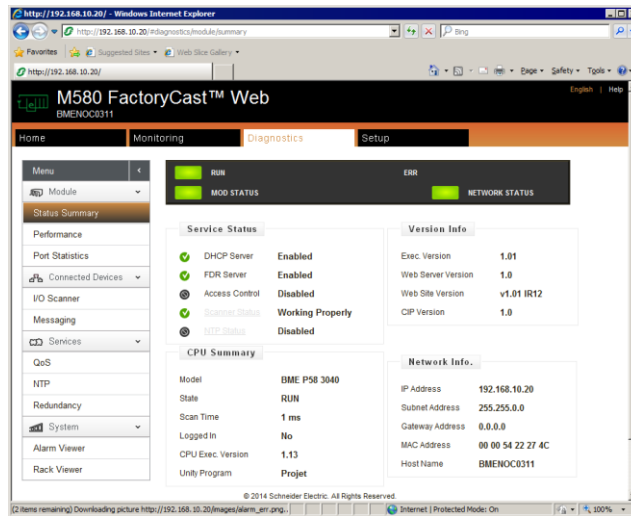 http://192.168.10.20/ - Windows Internet Explorer
http://192.168.10.20/#diagnostics/module/summary
Bing
Favorites
Suggested Sites
Web Slice Gallery
http://192.168.10.20/
Page
Safety
Tools
English | Help
M580 FactoryCast™ Web
BMENOC0311
Home
Monitoring
Diagnostics
Setup
Menu
Module
Status Summary
Performance
Port Statistics
Connected Devices
I/O Scanner
Messaging
Services
QoS
NTP
Redundancy
System
Alarm Viewer
Rack Viewer
RUN
ERR
MOD STATUS
NETWORK STATUS
Service Status
DHCP Server Enabled
FDR Server Enabled
Access Control Disabled
Scanner Status Working Properly
NTP Status Disabled
CPU Summary
Model BME P58 3040
State RUN
Scan Time 1 ms
Logged In No
CPU Exec. Version 1.13
Unity Program Projet
Version Info
Exec. Version 1.01
Web Server Version 1.0
Web Site Version v1.01 IR12
CIP Version 1.0
Network Info.
IP Address 192.168.10.20
Subnet Address 255.255.0.0
Gateway Address 0.0.0.0
MAC Address 00 00 54 22 27 4C
Host Name BMENOC0311
© 2014 Schneider Electric. All Rights Reserved.
(2 items remaining) Downloading picture http://192.168.10.20/images/alarm_err.png..
Internet | Protected Mode: On
100%